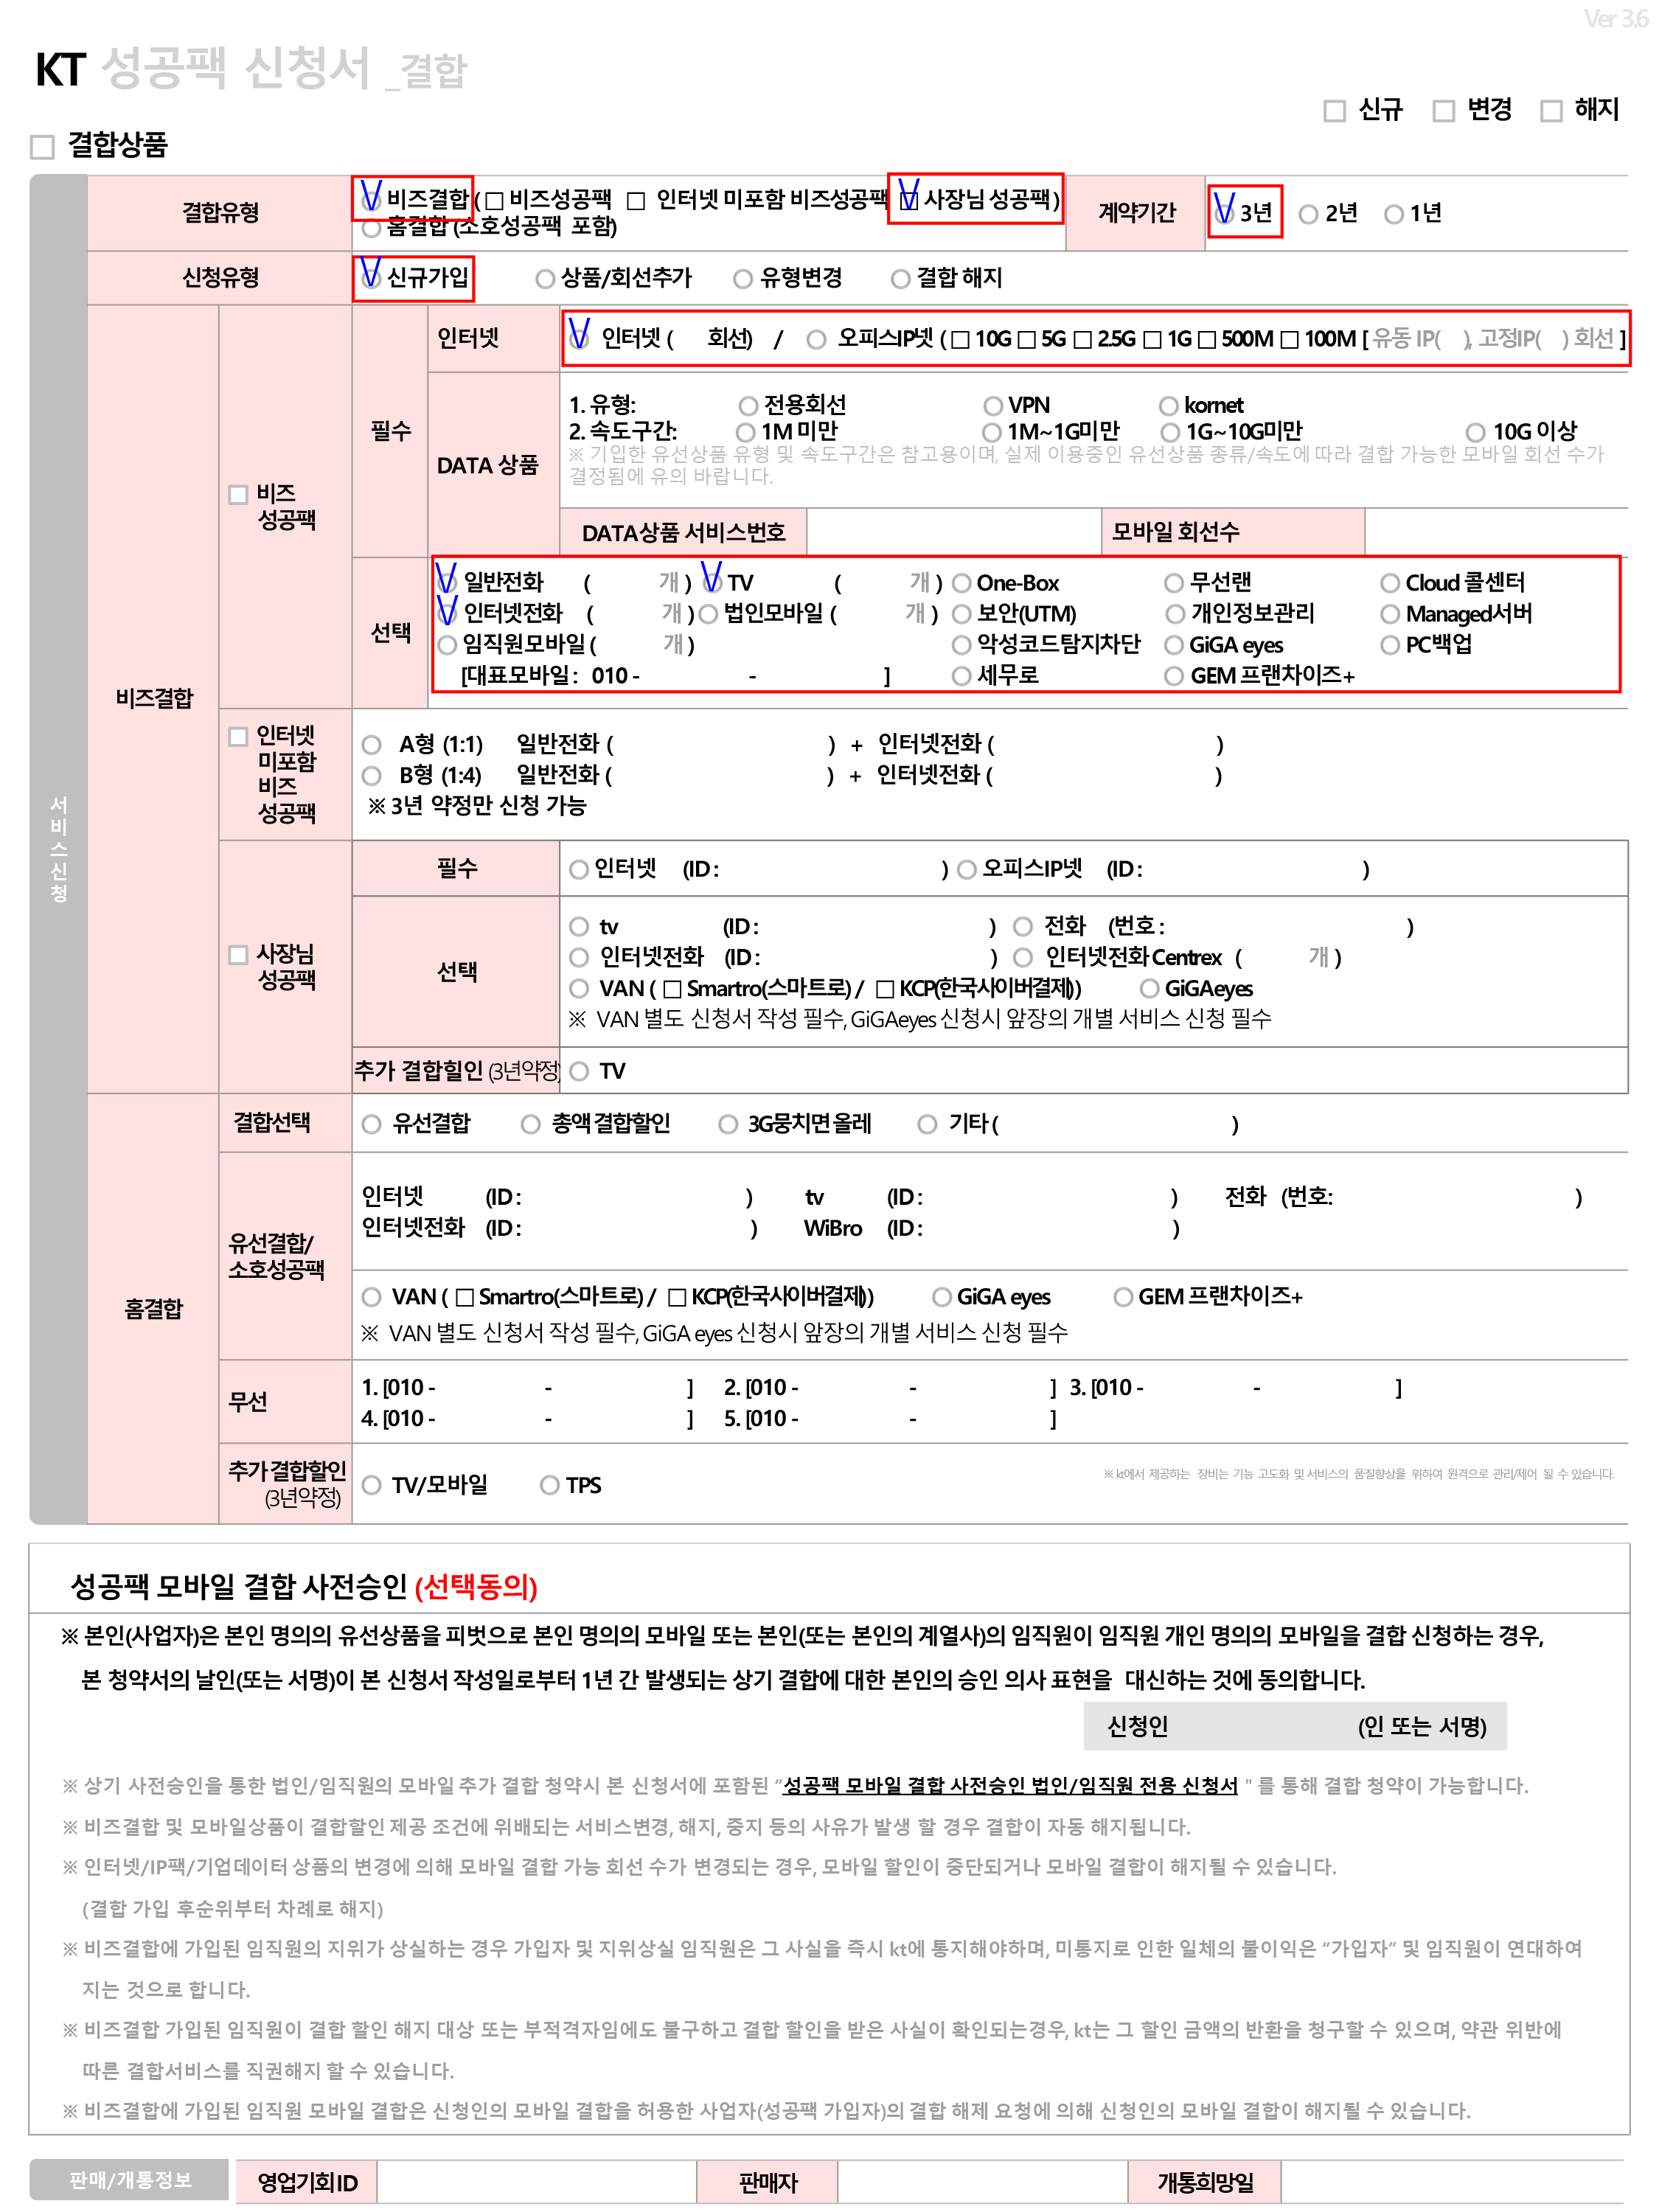 Ver 3.6
KT 성공팩 신청서 _결합
□ 신규 □ 변경 □ 해지
□ 결합상품
서비스신청
결합유형
V 비즈결합 ( □ 비즈성공팩 □ 인터넷 미포함 비즈성공팩 V 사장님 성공팩 )
○ 홈결합 (소호성공팩 포함)
계약기간
V 3년 ○ 2년 ○ 1년
신청유형
V 신규가입 ○ 상품/회선추가 ○ 유형변경 ○ 결합 해지
비즈결합
□ 비즈
성공팩
필수
인터넷
V 인터넷 ( 회선) / ○ 오피스IP넷 ( □ 10G □ 5G □ 2.5G □ 1G □ 500M □ 100M [ 유동 IP( ), 고정IP( ) 회선 ]
DATA 상품
1. 유형: ○ 전용회선 ○ VPN ○ kornet
2. 속도구간: ○ 1M 미만 ○ 1M~1G미만 ○ 1G~10G미만 ○ 10G 이상
※ 기입한 유선상품 유형 및 속도구간은 참고용이며, 실제 이용중인 유선상품 종류/속도에 따라 결합 가능한 모바일 회선 수가
결정됨에 유의 바랍니다.
DATA상품 서비스번호 모바일 회선수
선택
V 일반전화 ( 개 ) V TV ( 개 ) ○ One-Box ○ 무선랜 ○ Cloud 콜센터
V 인터넷전화 ( 개 ) ○ 법인모바일 ( 개 ) ○ 보안(UTM) ○ 개인정보관리 ○ Managed서버
○ 임직원모바일 ( 개 ) ○ 악성코드탐지차단 ○ GiGA eyes ○ PC백업
[대표모바일 : 010 - - ] ○ 세무로 ○ GEM 프랜차이즈+
□ 인터넷
미포함
비즈
성공팩
○ A형 (1:1) 일반전화 ( ) + 인터넷전화 ( )
○ B형 (1:4) 일반전화 ( ) + 인터넷전화 ( )
※ 3년 약정만 신청 가능
□ 사장님
성공팩
필수
○ 인터넷 (ID : ) ○ 오피스IP넷 (ID : )
선택
○ tv (ID : ) ○ 전화 (번호 : )
○ 인터넷전화 (ID : ) ○ 인터넷전화 Centrex ( 개 )
○ VAN ( □ Smartro(스마트로) / □ KCP(한국사이버결제) ) ○ GiGAeyes
※ VAN 별도 신청서 작성 필수, GiGAeyes 신청시 앞장의 개별 서비스 신청 필수
추가 결합힐인 (3년약정) ○ TV
홈결합
결합선택
○ 유선결합 ○ 총액 결합할인 ○ 3G뭉치면 올레 ○ 기타 ( )
유선결합/
소호성공팩
인터넷 (ID : ) tv (ID : ) 전화 (번호: )
인터넷전화 (ID : ) WiBro (ID : )
○ VAN ( □ Smartro(스마트로) / □ KCP(한국사이버결제) ) ○ GiGA eyes ○ GEM 프랜차이즈+
※ VAN 별도 신청서 작성 필수, GiGA eyes 신청시 앞장의 개별 서비스 신청 필수
무선
1. [010 - - ] 2. [010 - - ] 3. [010 - - ]
4. [010 - - ] 5. [010 - - ]
추가 결합할인
(3년약정)
○ TV/모바일 ○ TPS
※ kt에서 제공하는 장비는 기능 고도화 및 서비스의 품질향상을 위하여 원격으로 관리/제어 될 수 있습니다.
성공팩 모바일 결합 사전승인 (선택동의)
※ 본인(사업자)은 본인 명의의 유선상품을 피벗으로 본인 명의의 모바일 또는 본인(또는 본인의 계열사)의 임직원이 임직원 개인 명의의 모바일을 결합 신청하는 경우,
본 청약서의 날인(또는 서명)이 본 신청서 작성일로부터 1년 간 발생되는 상기 결합에 대한 본인의 승인 의사 표현을 대신하는 것에 동의합니다.
신청인 (인 또는 서명)
※ 상기 사전승인을 통한 법인/임직원의 모바일 추가 결합 청약시 본 신청서에 포함된 “성공팩 모바일 결합 사전승인 법인/임직원 전용 신청서 " 를 통해 결합 청약이 가능합니다.
※ 비즈결합 및 모바일상품이 결합할인 제공 조건에 위배되는 서비스변경, 해지, 중지 등의 사유가 발생 할 경우 결합이 자동 해지됩니다.
※ 인터넷/IP팩/기업데이터 상품의 변경에 의해 모바일 결합 가능 회선 수가 변경되는 경우, 모바일 할인이 중단되거나 모바일 결합이 해지될 수 있습니다.
(결합 가입 후순위부터 차례로 해지)
※ 비즈결합에 가입된 임직원의 지위가 상실하는 경우 가입자 및 지위상실 임직원은 그 사실을 즉시 kt에 통지해야하며, 미통지로 인한 일체의 불이익은 “가입자” 및 임직원이 연대하여
지는 것으로 합니다.
※ 비즈결합 가입된 임직원이 결합 할인 해지 대상 또는 부적격자임에도 불구하고 결합 할인을 받은 사실이 확인되는경우, kt는 그 할인 금액의 반환을 청구할 수 있으며, 약관 위반에
따른 결합서비스를 직권해지 할 수 있습니다.
※ 비즈결합에 가입된 임직원 모바일 결합은 신청인의 모바일 결합을 허용한 사업자(성공팩 가입자)의 결합 해제 요청에 의해 신청인의 모바일 결합이 해지될 수 있습니다.
판매/개통정보 영업기회 ID 판매자 개통희망일